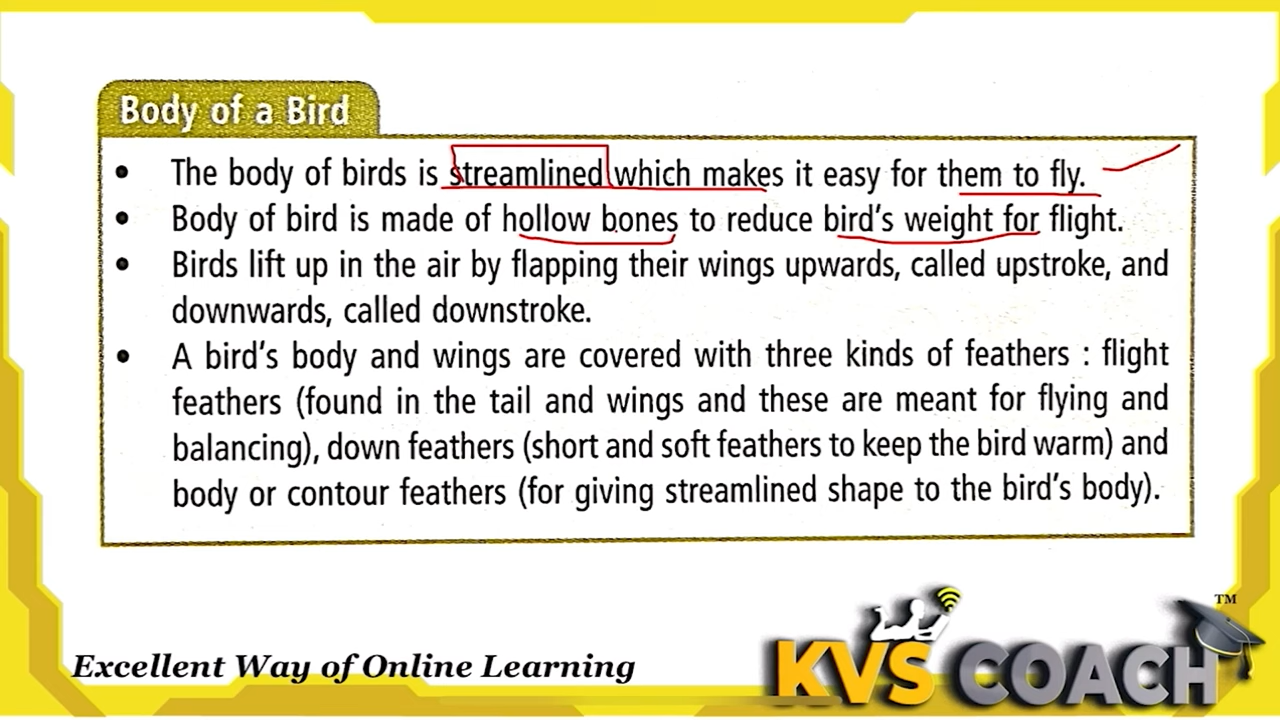 Body of a Bird
• The body of birds is streamlined which makes it easy for them to fly.
• Body of bird is made of hollow bones to reduce bird's weight for flight.
• Birds lift up in the air by flapping their wings upwards, called upstroke, and
downwards, called downstroke.
• A bird's body and wings are covered with three kinds of feathers : flight
feathers (found in the tail and wings and these are meant for flying and
balancing), down feathers (short and soft feathers to keep the bird warm) and
body or contour feathers (for giving streamlined shape to the bird's body).
Excellent Way of Online Learning
KVS COACH ™